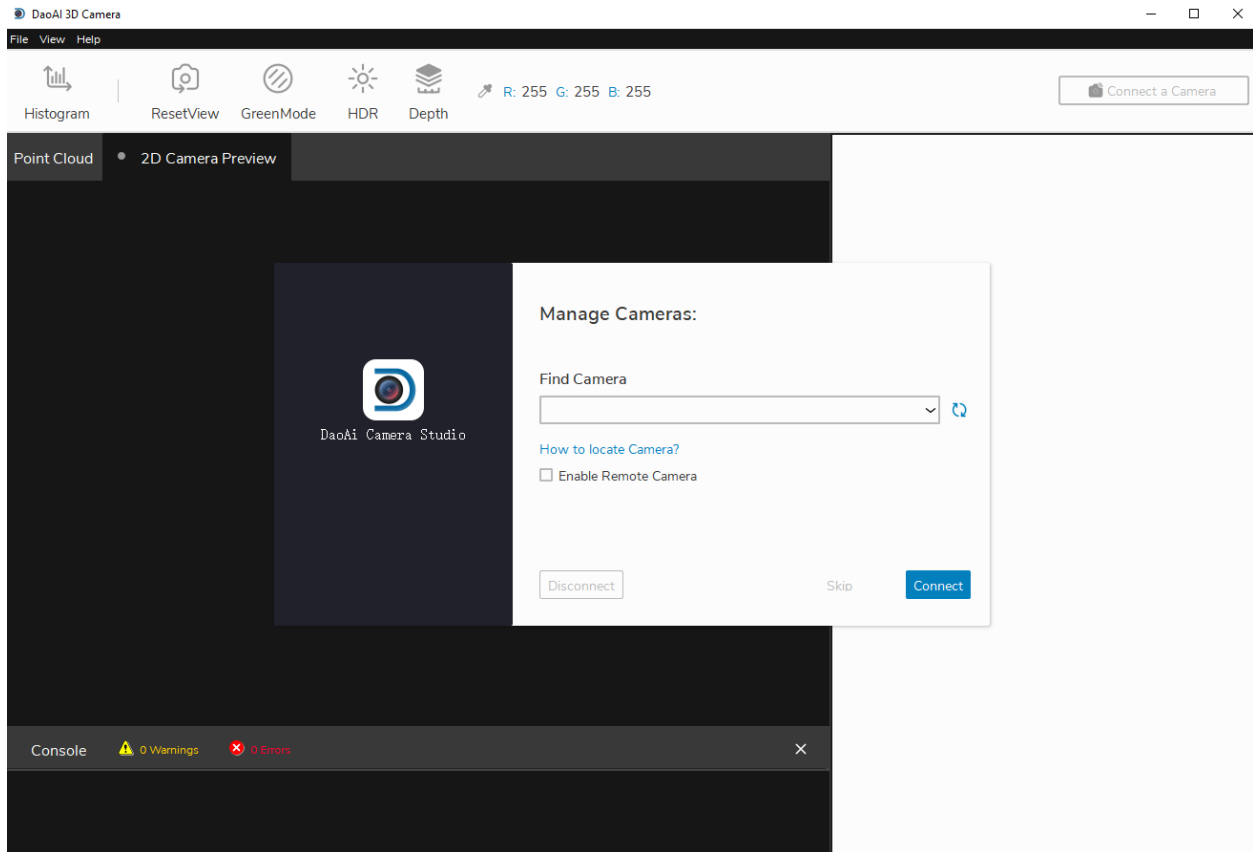 DaoAI 3D Camera
File View Help
Histogram
ResetView
GreenMode
HDR
Depth
R: 255 G: 255 B: 255
Connect a Camera
Point Cloud
2D Camera Preview
DaoAi Camera Studio
Manage Cameras:
Find Camera
How to locate Camera?
Enable Remote Camera
Disconnect
Skip
Connect
Console
0 Warnings
0 Errors